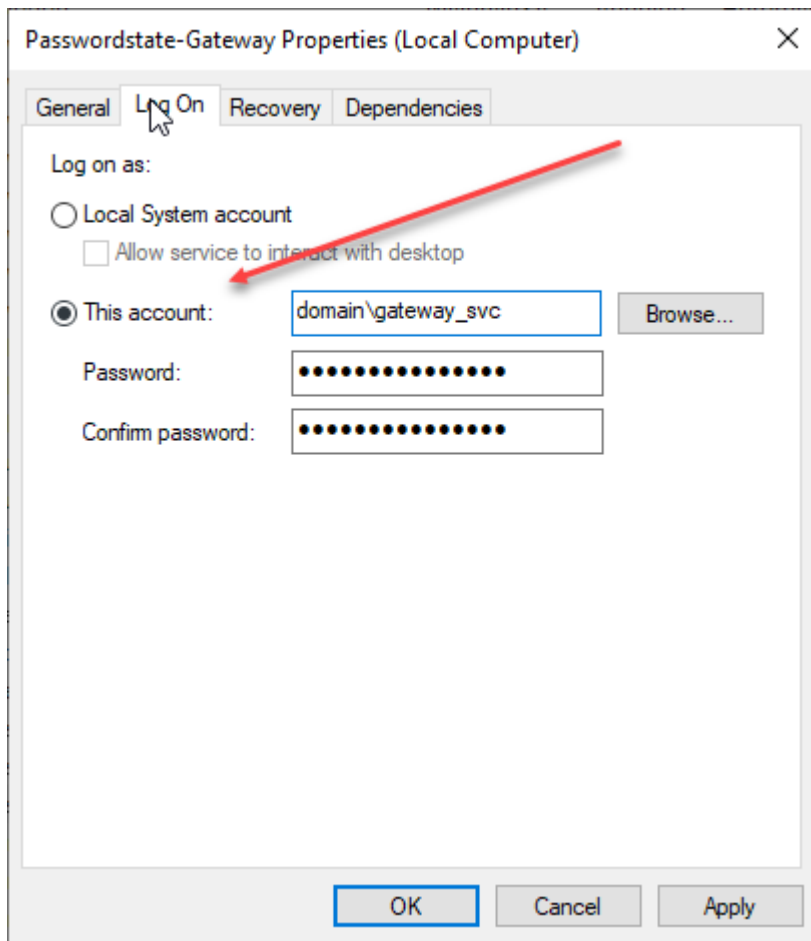 Passwordstate-Gateway Properties (Local Computer)
General Log On Recovery Dependencies
Log on as:
Local System account
Allow service to interact with desktop
This account: domain\gateway_svc Browse...
Password: •••••••••••••••
Confirm password: •••••••••••••••
OK Cancel Apply